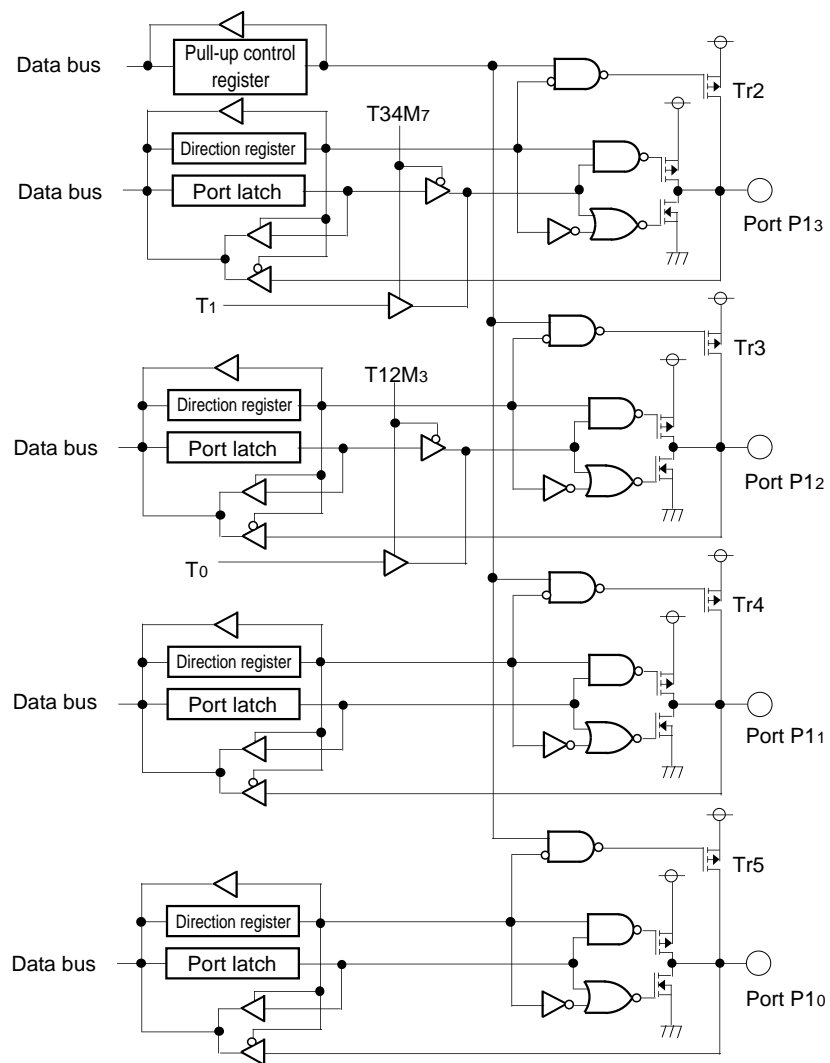 Data bus
Pull-up control
register
Tr2
T34M7
Direction register
Data bus
Port latch
Port P13
T1
Tr3
T12M3
Direction register
Data bus
Port latch
Port P12
T0
Tr4
Direction register
Data bus
Port latch
Port P11
Tr5
Direction register
Data bus
Port latch
Port P10